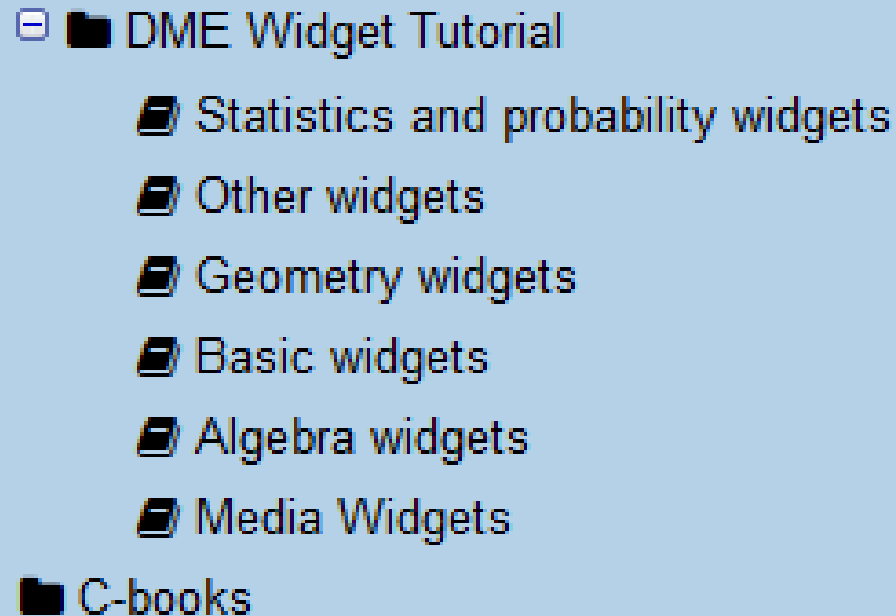 DME Widget Tutorial
Statistics and probability widgets
Other widgets
Geometry widgets
Basic widgets
Algebra widgets
Media Widgets
C-books